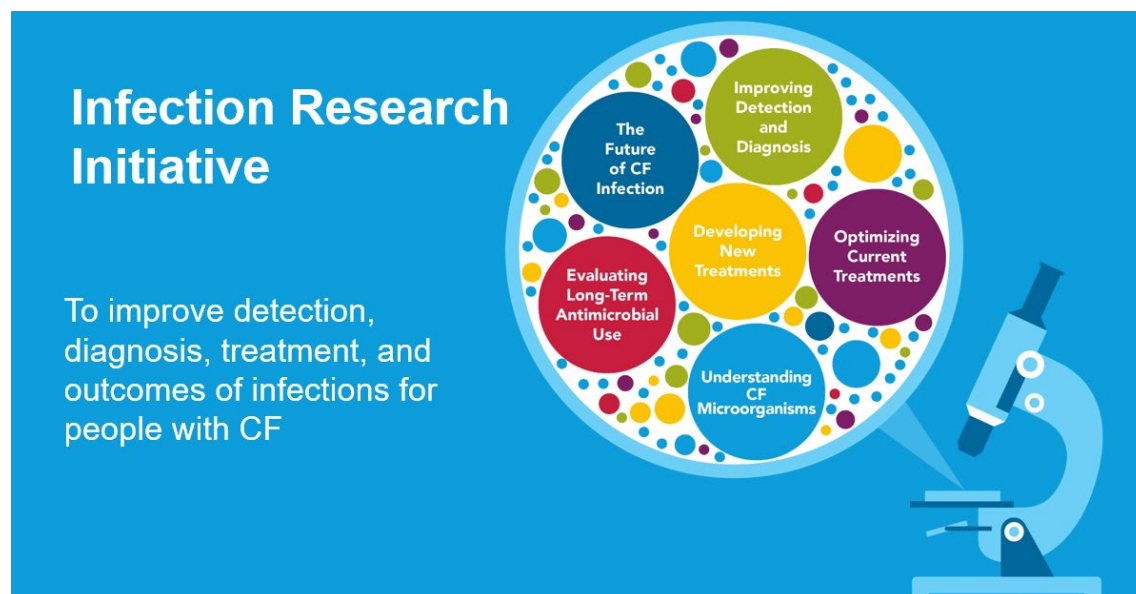 Infection Research
Initiative
To improve detection,
diagnosis, treatment, and
outcomes of infections for
people with CF
Improving
Detection
and
Diagnosis
The
Future
of CF
Infection
Developing
New
Treatments
Optimizing
Current
Treatments
Evaluating
Long-Term
Antimicrobial
Use
Understanding
CF
Microorganisms